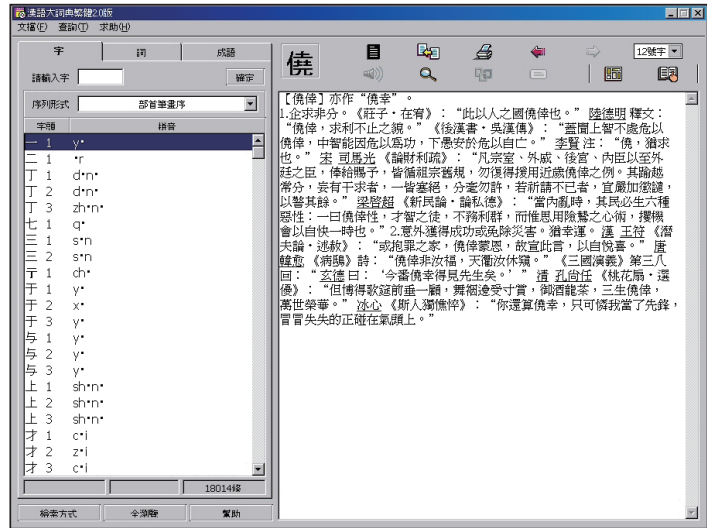 漢語大詞典繁體2.0版
文檔(F) 查詢(T) 求助(H)
字 詞 成語
請輸入字 確定
序列形式 部首筆畫序
字頭 拼音
一 1 y•
二 1 •r
丁 1 d•n•
丁 2 d•n•
丁 3 zh•n•
七 1 q•
三 1 s•n
三 2 s•n
亍 1 ch•
于 1 y•
于 2 x•
于 3 y•
与 1 y•
与 2 y•
与 3 y•
上 1 sh•n•
上 2 sh•n•
上 3 sh•n•
才 1 c•i
才 2 z•i
才 3 c•i
18014條
檢索方式 全瀏覽 幫助
僥
12號字
【僥倖】亦作“僥幸”。
1.企求非分。《莊子·在宥》：“此以人之國僥倖也。” 陸德明 釋文：
“僥倖，求利不止之貌。”《後漢書·吳漢傳》：“蓋聞上智不處危以
僥倖，中智能因危以爲功，下愚安於危以自亡。” 李賢 注：“僥，猶求
也。” 宋 司馬光 《論財利疏》：“凡宗室、外戚、後宮、內臣以至外
廷之臣，俸給賜予，皆循祖宗舊規，勿復得援用近歲僥倖之例。其踰越
常分，妄有干求者，一皆塞絕，分毫勿許，若祈請不已者，宜嚴加懲譴，
以警其餘。” 梁啓超 《新民論·論私德》：“當內亂時，其民必生六種
惡性：一曰僥倖性，才智之徒，不務利群，而惟思用險鷙之心術，攫機
會以自快一時也。”2.意外獲得成功或免除災害。猶幸運。 漢 王符 《潛
夫論·述赦》：“或抱罪之家，僥倖蒙恩，故宣此言，以自悅喜。” 唐
韓愈 《病鴟》詩：“僥倖非汝福，天衢汝休窺。”《三國演義》第三八
回：“ 玄德 曰：‘今番僥幸得見先生矣。’” 清 孔尚任 《桃花扇·選
優》：“但博得歌筵前垂一顧，舞裀邊受寸賞，御酒龍茶，三生僥倖，
萬世榮華。” 冰心 《斯人獨憔悴》：“你還算僥幸，只可憐我當了先鋒，
冒冒失失的正碰在氣頭上。”